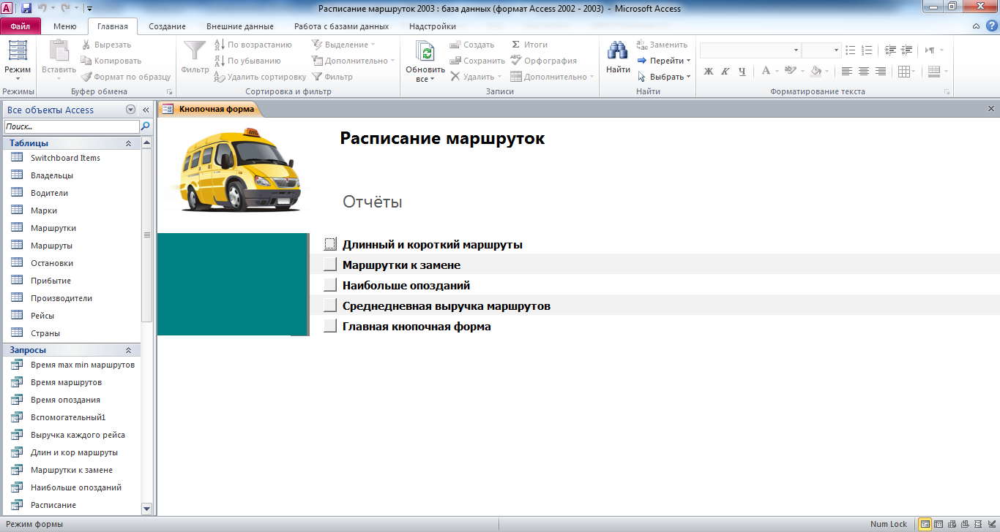 Расписание маршруток 2003 : база данных (формат Access 2002 - 2003) - Microsoft Access
Файл Меню Главная Создание Внешние данные Работа с базами данных Надстройки
Режим
Режимы
Вставить
Вырезать
Копировать
Формат по образцу
Буфер обмена
Фильтр
По возрастанию
По убыванию
Удалить сортировку
Выделение
Дополнительно
Фильтр
Сортировка и фильтр
Обновить
все
Создать
Сохранить
Удалить
Итоги
Орфография
Дополнительно
Записи
Найти
Заменить
Перейти
Выбрать
Найти
Ж К Ч А
Форматирование текста
Все объекты Access
Поиск...
Таблицы
Switchboard Items
Владельцы
Водители
Марки
Маршрутки
Маршруты
Остановки
Прибытие
Производители
Рейсы
Страны
Запросы
Время max min маршрутов
Время маршрутов
Время опоздания
Вспомогательный1
Выручка каждого рейса
Длин и кор маршруты
Маршрутки к замене
Наибольше опозданий
Расписание
Кнопочная форма
Расписание маршруток
Отчёты
Длинный и короткий маршруты
Маршрутки к замене
Наибольше опозданий
Среднедневная выручка маршрутов
Главная кнопочная форма
Режим формы
Num Lock